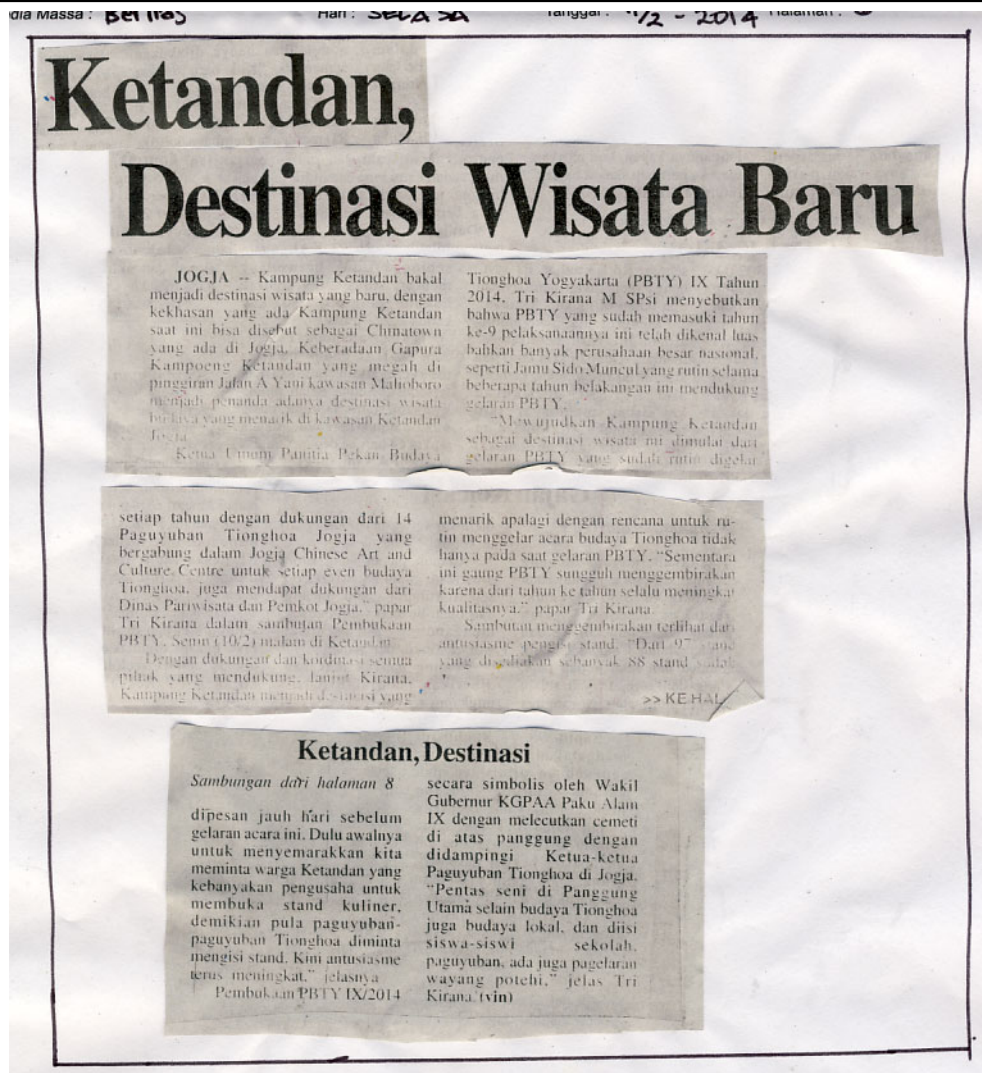 dia Massa : Hari : SELASA Tanggal : 11/2 - 2014 Halaman :
Ketandan,
Destinasi Wisata Baru
JOGJA -- Kampung Ketandan bakal
menjadi destinasi wisata yang baru, dengan
kekhasan yang ada Kampung Ketandan
saat ini bisa disebut sebagai Chinatown
yang ada di Jogja. Keberadaan Gapura
Kampoeng Ketandan yang megah di
pinggiran Jalan A Yani kawasan Malioboro
menjadi penanda adanya destinasi wisata
budaya yang menarik di kawasan Ketandan
Jogja
Ketua Umum Panitia Pekan Budaya
Tionghoa Yogyakarta (PBTY) IX Tahun
2014, Tri Kirana M SPsi menyebutkan
bahwa PBTY yang sudah memasuki tahun
ke-9 pelaksanaannya ini telah dikenal luas
bahkan banyak perusahaan besar nasional,
seperti Jamu Sido Muncul yang rutin selama
beberapa tahun belakangan ini mendukung
gelaran PBTY.
"Mewujudkan Kampung Ketandan
sebagai destinasi wisata ini dimulai dari
gelaran PBTY yang sudah rutin digelar
setiap tahun dengan dukungan dari 14
Paguyuban Tionghoa Jogja yang
bergabung dalam Jogja Chinese Art and
Culture Centre untuk setiap even budaya
Tionghoa, juga mendapat dukungan dari
Dinas Pariwisata dan Pemkot Jogja," papar
Tri Kirana dalam sambutan Pembukaan
PBTY, Senin (10/2) malam di Ketandan.
Dengan dukungan dan kordinasi semua
pihak yang mendukung, lanjut Kirana,
Kampung Ketandan menjadi destinasi yang
menarik apalagi dengan rencana untuk ru-
tin menggelar acara budaya Tionghoa tidak
hanya pada saat gelaran PBTY. "Sementara
ini gaung PBTY sungguh menggembirakan
karena dari tahun ke tahun selalu meningkat
kualitasnya," papar Tri Kirana.
Sambutan menggembirakan terlihat dari
antusiasme pengisi stand. "Dari 97 stand
yang disediakan sebanyak 88 stand sudah
>> KE HAL
Ketandan, Destinasi
Sambungan dari halaman 8
dipesan jauh hari sebelum
gelaran acara ini. Dulu awalnya
untuk menyemarakkan kita
meminta warga Ketandan yang
kebanyakan pengusaha untuk
membuka stand kuliner,
demikian pula paguyuban-
paguyuban Tionghoa diminta
mengisi stand. Kini antusiasme
terus meningkat," jelasnya
Pembukaan PBTY IX/2014
secara simbolis oleh Wakil
Gubernur KGPAA Paku Alam
IX dengan melecutkan cemeti
di atas panggung dengan
didampingi Ketua-ketua
Paguyuban Tionghoa di Jogja.
"Pentas seni di Panggung
Utama selain budaya Tionghoa
juga budaya lokal, dan diisi
siswa-siswi sekolah,
paguyuban, ada juga pagelaran
wayang potehi," jelas Tri
Kirana.(vin)